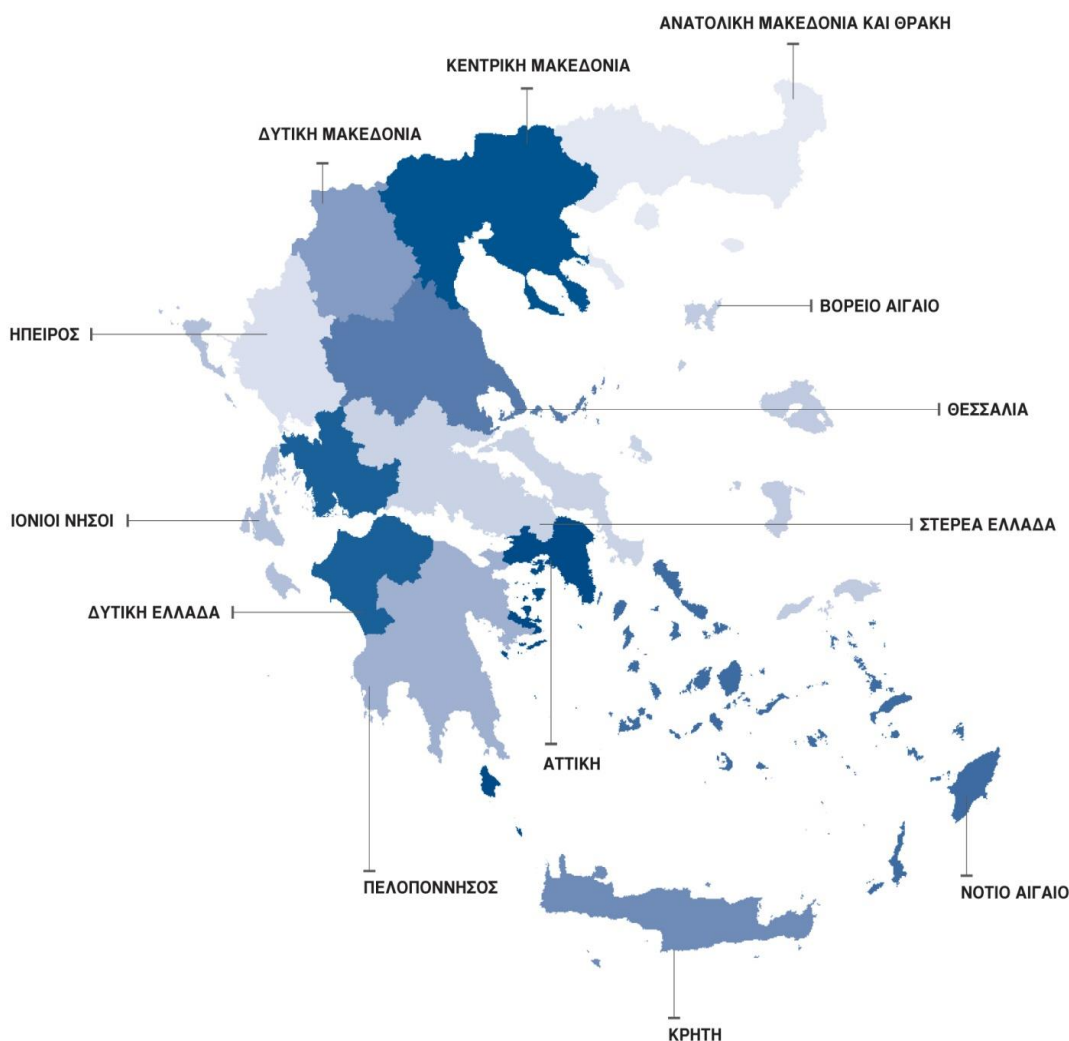 ΑΝΑΤΟΛΙΚΗ ΜΑΚΕΔΟΝΙΑ ΚΑΙ ΘΡΑΚΗ
ΚΕΝΤΡΙΚΗ ΜΑΚΕΔΟΝΙΑ
ΔΥΤΙΚΗ ΜΑΚΕΔΟΝΙΑ
ΒΟΡΕΙΟ ΑΙΓΑΙΟ
ΗΠΕΙΡΟΣ
ΘΕΣΣΑΛΙΑ
ΙΟΝΙΟΙ ΝΗΣΟΙ
ΣΤΕΡΕΑ ΕΛΛΑΔΑ
ΔΥΤΙΚΗ ΕΛΛΑΔΑ
ΑΤΤΙΚΗ
ΠΕΛΟΠΟΝΝΗΣΟΣ
ΝΟΤΙΟ ΑΙΓΑΙΟ
ΚΡΗΤΗ